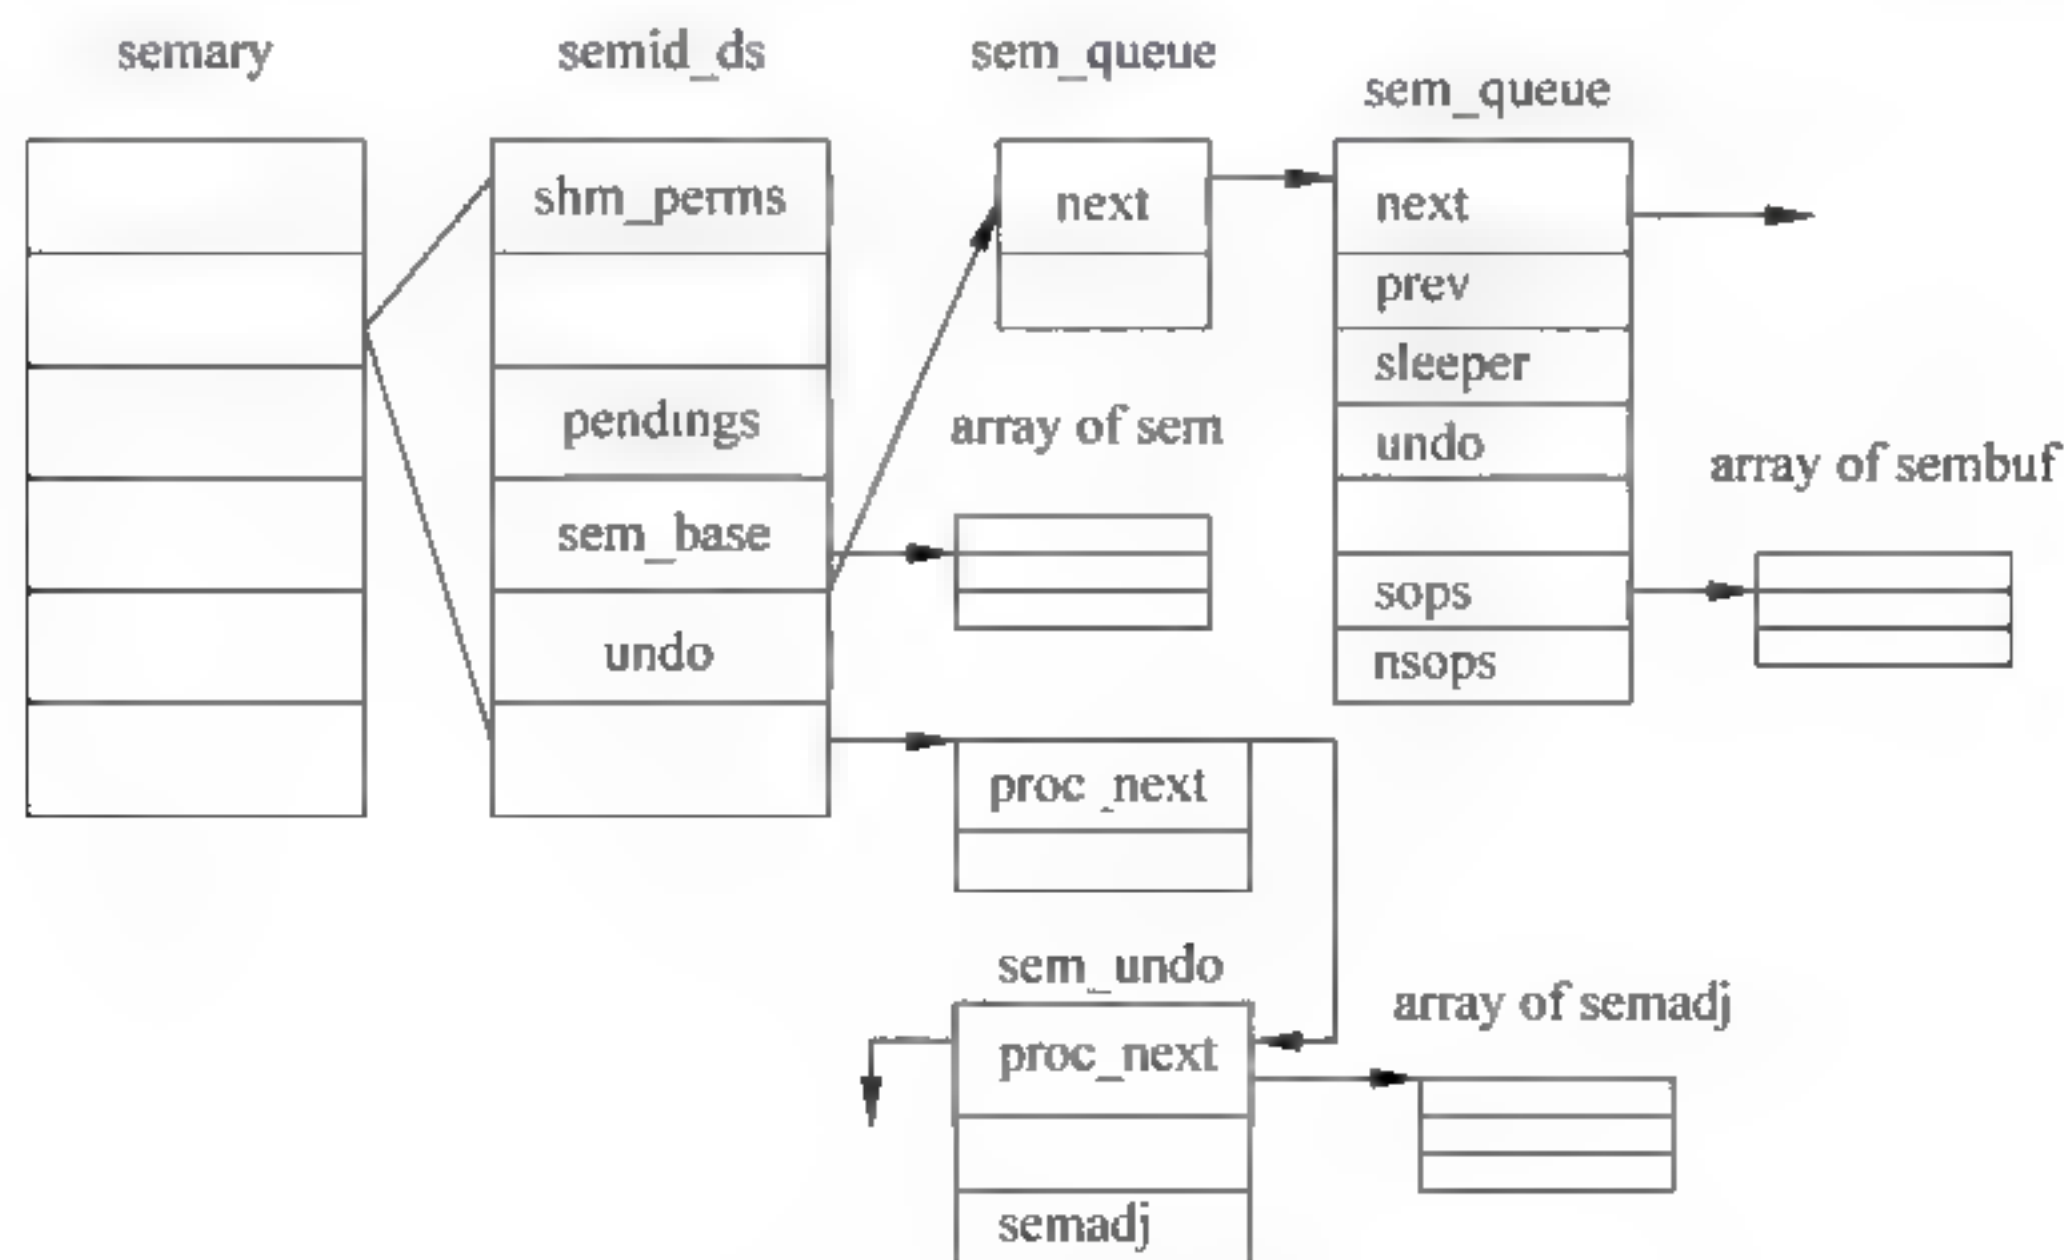 semary
semid_ds
sem_queue
sem_queue
shm_perms
pendings
sem_base
undo
next
next
prev
sleeper
undo
sops
nsops
array of sem
array of sembuf
proc_next
sem_undo
proc_next
semadj
array of semadj